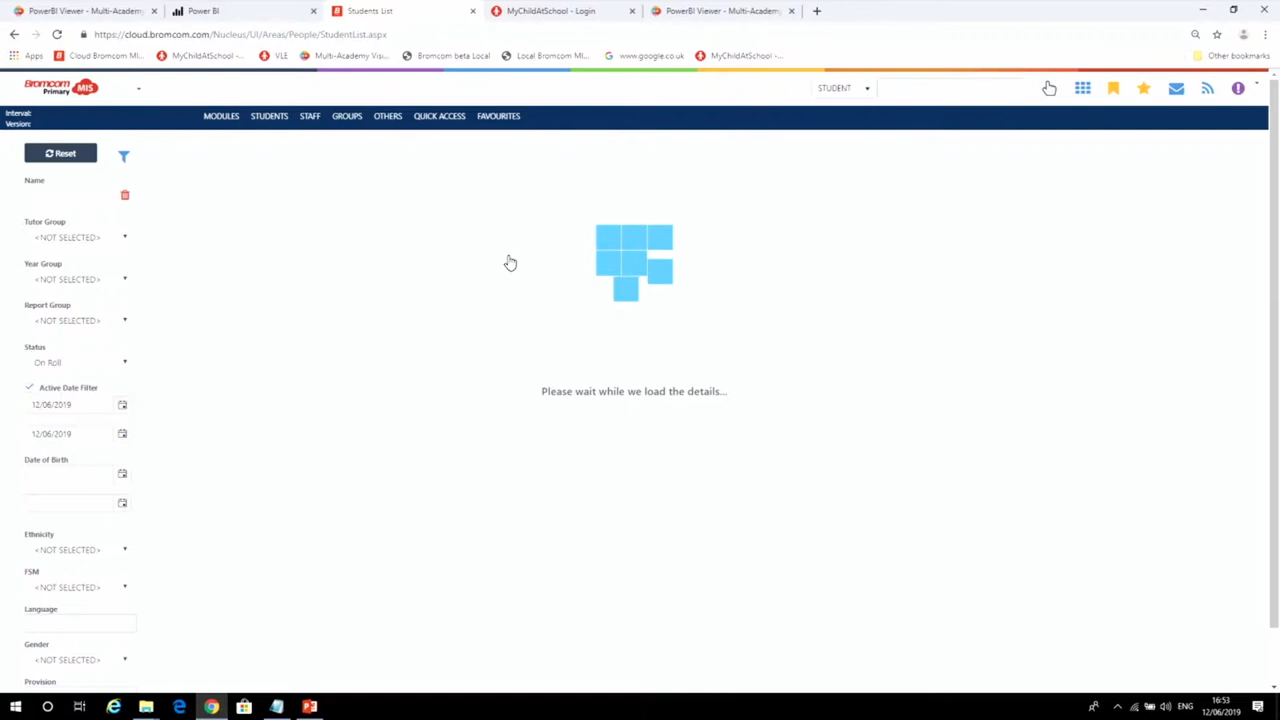 PowerBI Viewer - Multi-Academy
Power BI
Students List
MyChildAtSchool - Login
PowerBI Viewer - Multi-Academy
https://cloud.bromcom.com/Nucleus/UI/Areas/People/StudentList.aspx
Apps
Cloud Bromcom MI...
MyChildAtSchool -...
VLE
Multi-Academy Vis...
Bromcom beta Local
Local Bromcom MI...
www.google.co.uk
MyChildAtSchool -...
Other bookmarks
Bromcom
Primary
MIS
STUDENT
Interval:
Version:
MODULES STUDENTS STAFF GROUPS OTHERS QUICK ACCESS FAVOURITES
Reset
Name
Tutor Group
<NOT SELECTED>
Year Group
<NOT SELECTED>
Report Group
<NOT SELECTED>
Status
On Roll
Active Date Filter
12/06/2019
12/06/2019
Date of Birth
Ethnicity
<NOT SELECTED>
FSM
<NOT SELECTED>
Language
Gender
<NOT SELECTED>
Provision
Please wait while we load the details...
ENG
16:53
12/06/2019